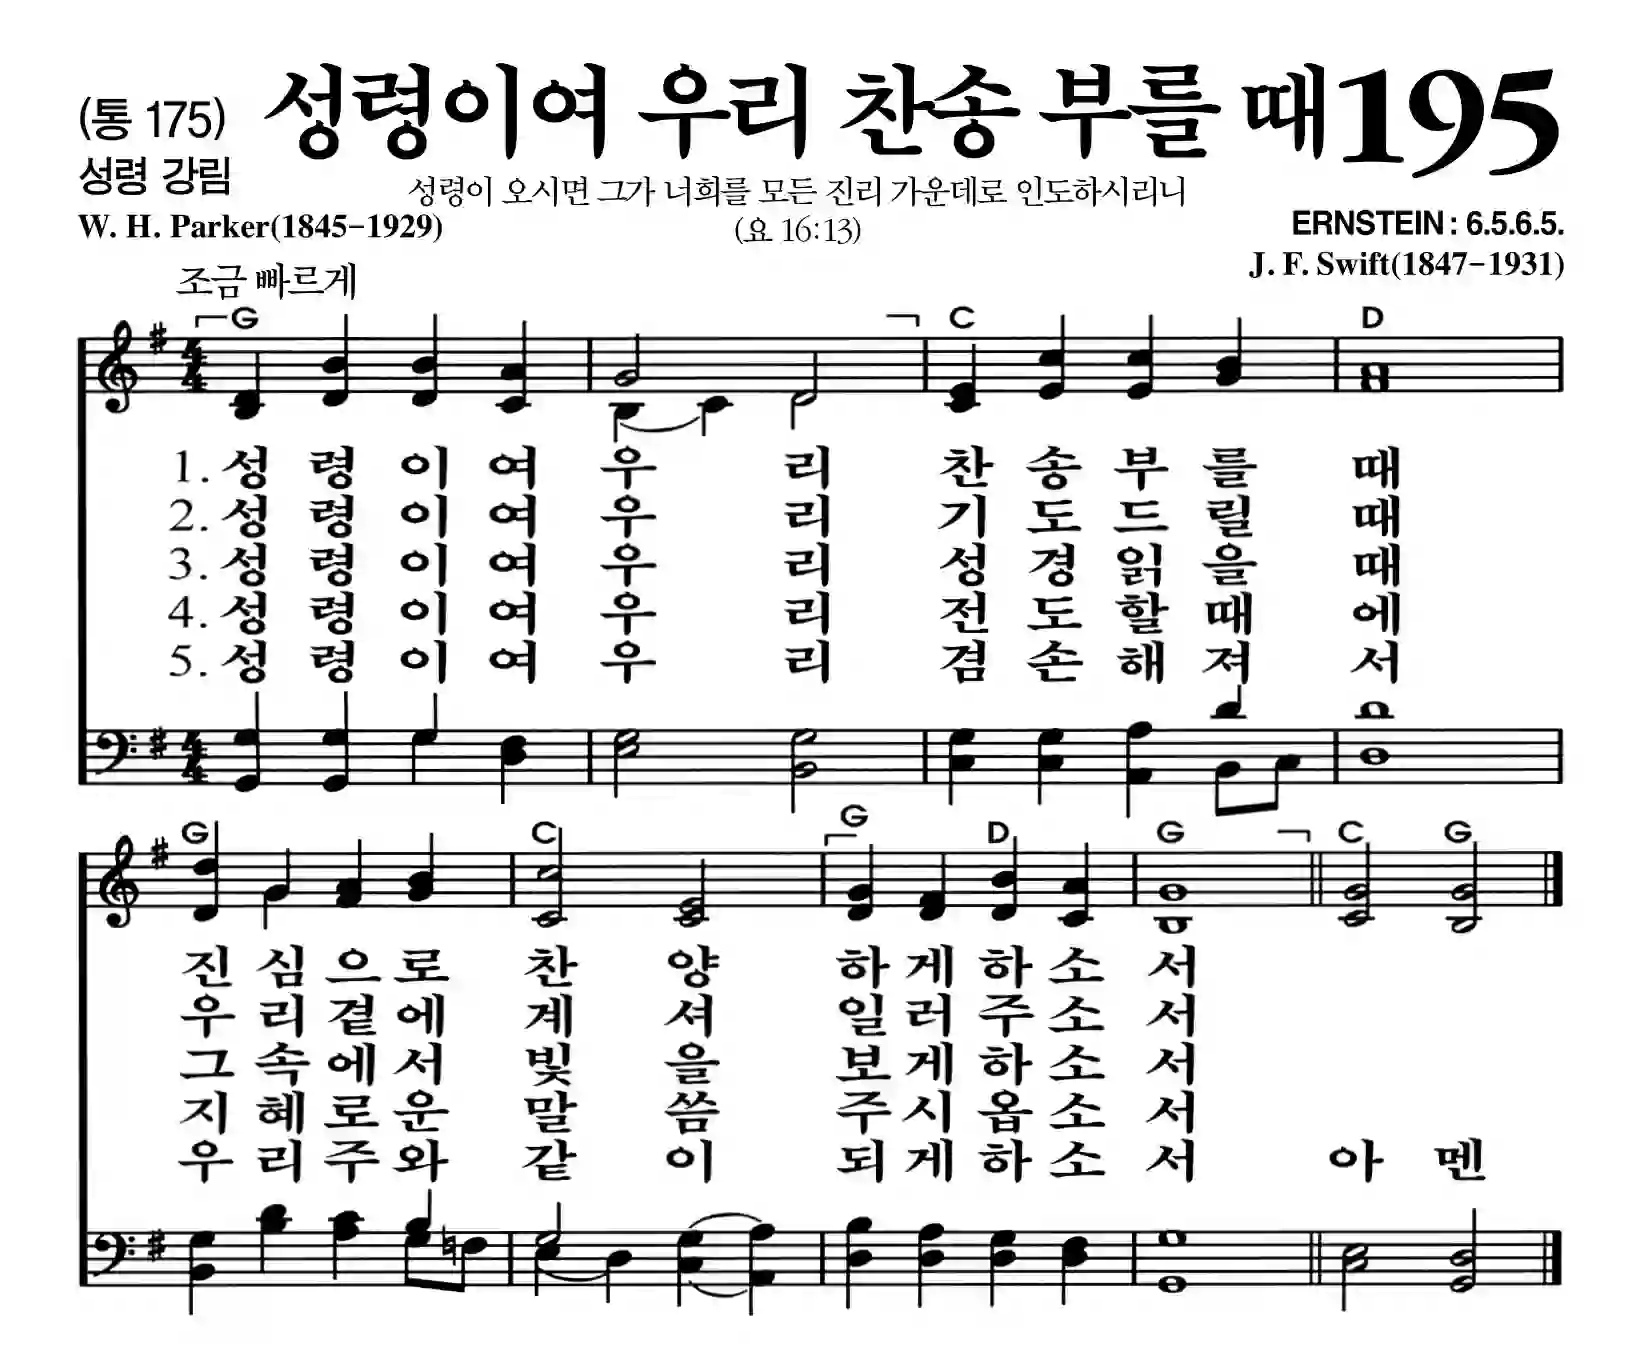 (통 175) 성령이여 우리 찬송 부를 때 195
성령 강림
성령이 오시면 그가 너희를 모든 진리 가운데로 인도하시리니
(요 16:13)
W. H. Parker(1845-1929)
ERNSTEIN : 6.5.6.5.
J. F. Swift(1847-1931)
조금 빠르게
G C D
1. 성 령 이 여 우 리 찬 송 부 를 때
2. 성 령 이 여 우 리 기 도 드 릴 때
3. 성 령 이 여 우 리 성 경 읽 을 때
4. 성 령 이 여 우 리 전 도 할 때 에
5. 성 령 이 여 우 리 겸 손 해 져 서
G C G D G C G
진 심 으 로 찬 양 하 게 하 소 서
우 리 곁 에 계 셔 일 러 주 소 서
그 속 에 서 빛 을 보 게 하 소 서
지 혜 로 운 말 씀 주 시 옵 소 서
우 리 주 와 같 이 되 게 하 소 서 아 멘